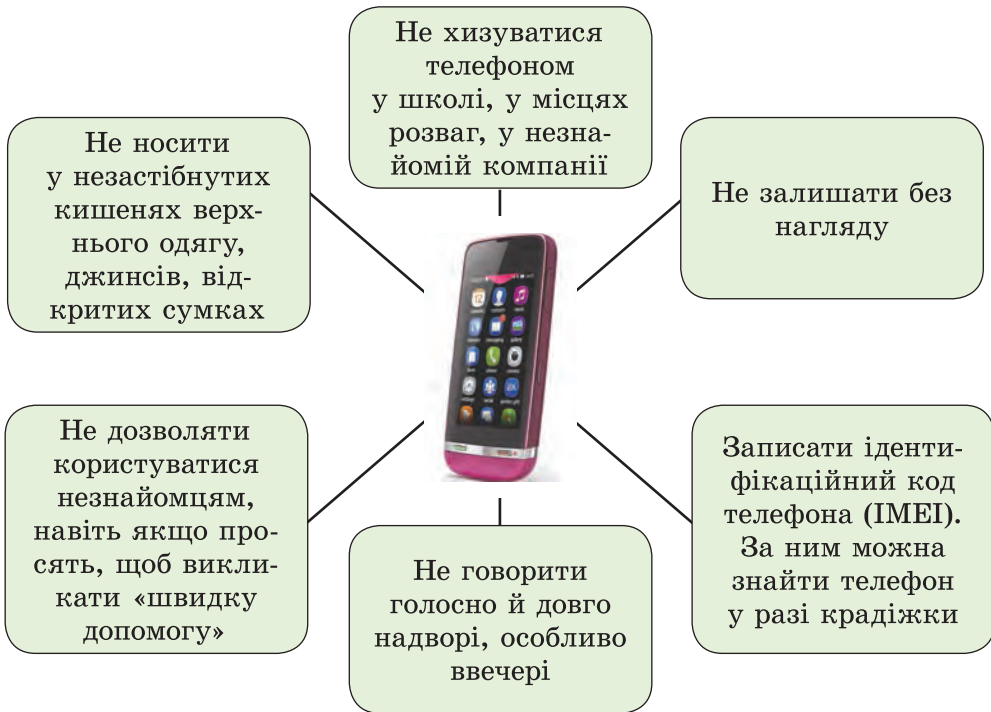 Не хизуватися
телефоном
у школі, у місцях
розваг, у незна-
йомій компанії
Не носити
у незастібнутих
кишенях верх-
нього одягу,
джинсів, від-
критих сумках
Не залишати без
нагляду
Не дозволяти
користуватися
незнайомцям,
навіть якщо про-
сять, щоб викли-
кати «швидку
допомогу»
Не говорити
голосно й довго
надворі, особливо
ввечері
Записати іденти-
фікаційний код
телефона (IMEI).
За ним можна
знайти телефон
у разі крадіжки